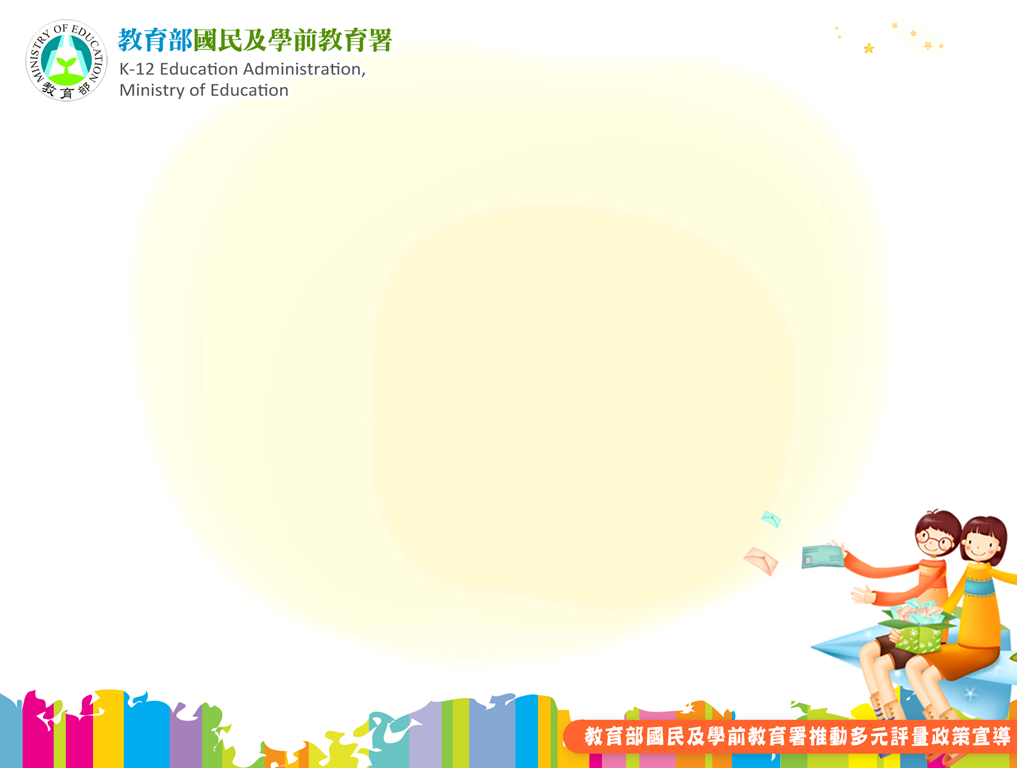 教育部國民及學前教育署
K-12 Education Administration,
Ministry of Education
MINISTRY OF EDUCATION
教育部
教育部國民及學前教育署推動多元評量政策宣導